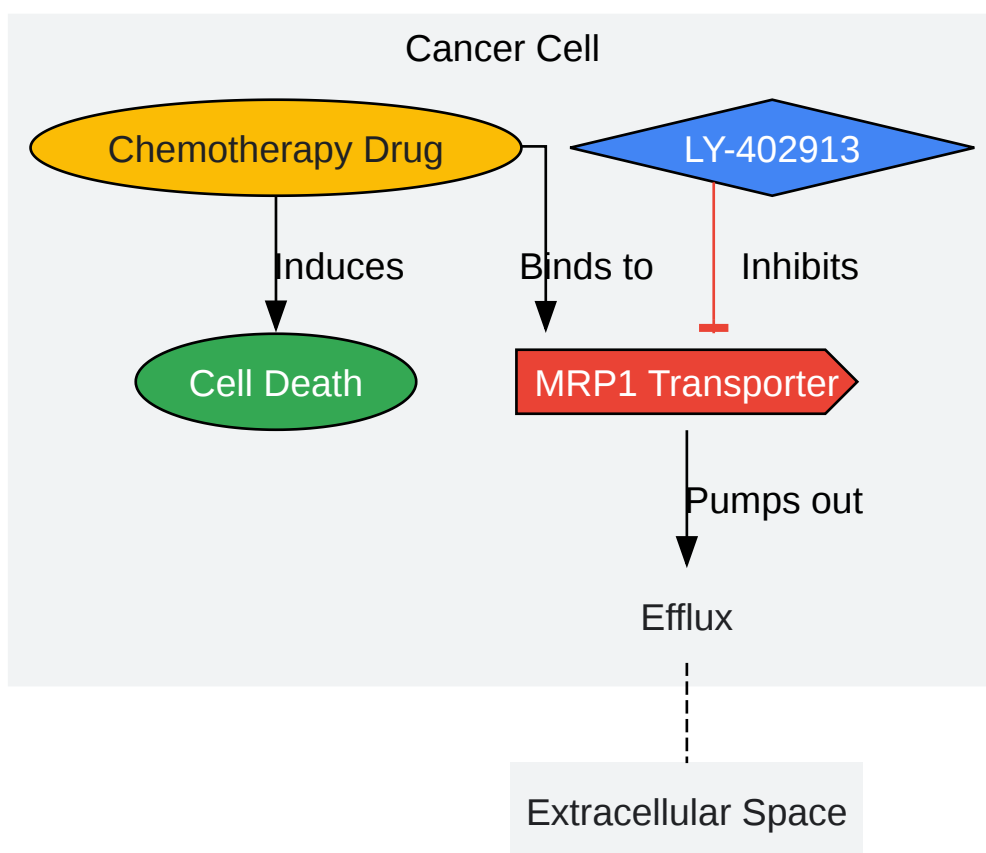 Cancer Cell
Chemotherapy Drug
LY-402913
Induces
Binds to
Inhibits
Cell Death
MRP1 Transporter
Pumps out
Efflux
Extracellular Space